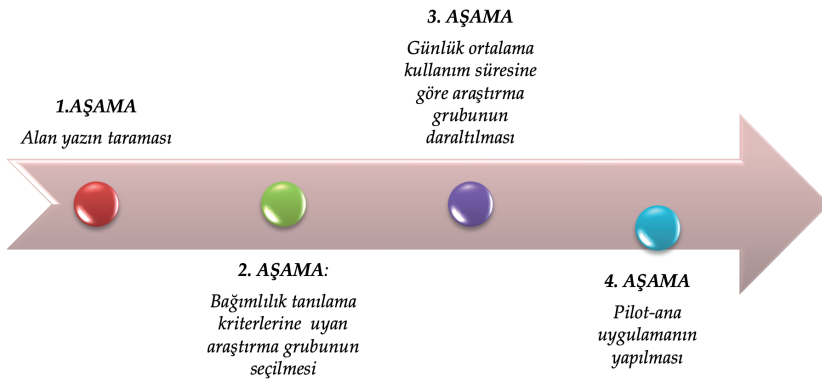 1.AŞAMA
Alan yazın taraması
2. AŞAMA:
Bağımlılık tanılama
kriterlerine uyan
araştırma grubunun
seçilmesi
3. AŞAMA
Günlük ortalama
kullanım süresine
göre araştırma
grubunun
daraltılması
4. AŞAMA
Pilot-ana
uygulamanın
yapılması